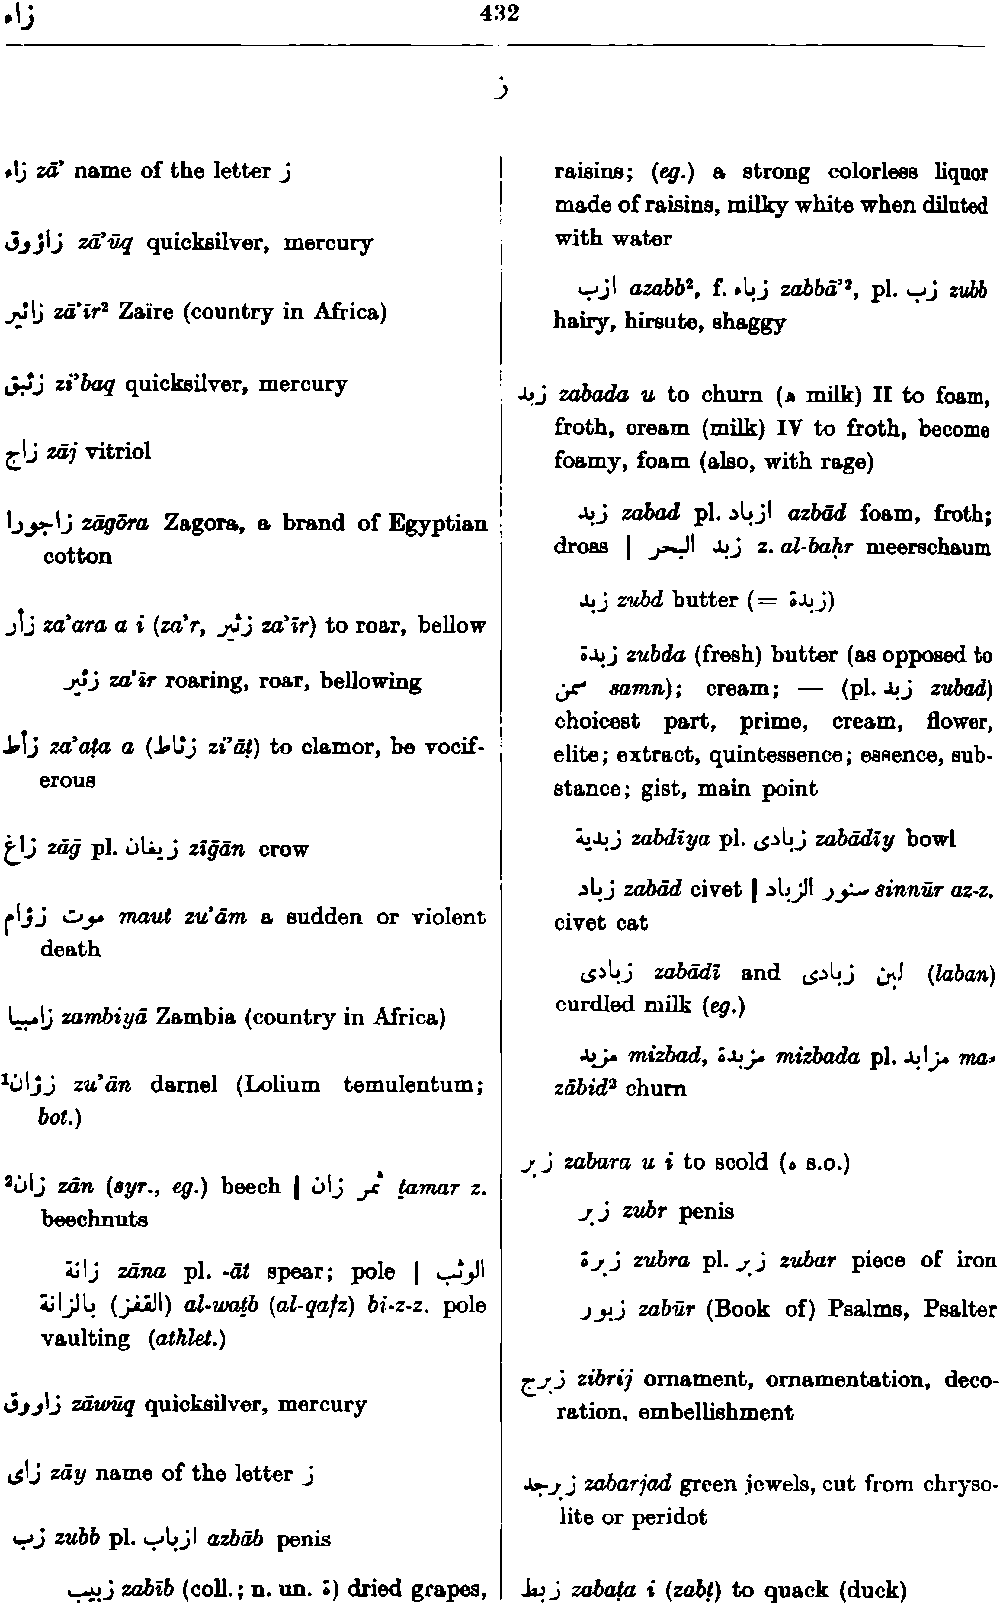 زاء
432
ز
زاء zā’ name of the letter ز
زاؤوق zā’ūq quicksilver, mercury
زائير zā’īr² Zaïre (country in Africa)
زئبق zi’baq quicksilver, mercury
زاج zāj vitriol
زاجورا zāgōra Zagora, a brand of Egyptian
cotton
زأر za’ara a i (za’r, زئير za’īr) to roar, bellow
زئير za’īr roaring, roar, bellowing
زأط za’aṭa a (زئاط zi’āṭ) to clamor, be vocif-
erous
زاغ zāḡ pl. زيغان zīḡān crow
موت زؤام maut zu’ām a sudden or violent
death
زامبيا zambiyā Zambia (country in Africa)
¹زؤان zu’ān darnel (Lolium temulentum;
bot.)
²زان zān (syr., eg.) beech | ثمر زان ṯamar z.
beechnuts
زانة zāna pl. -āt spear; pole | الوثب
(القفز) بالزانة al-waṯb (al-qafz) bi-z-z. pole
vaulting (athlet.)
زاووق zāwūq quicksilver, mercury
زاى zāy name of the letter ز
زب zubb pl. ازباب azbāb penis
زبيب zabīb (coll.; n. un. ة) dried grapes,
raisins; (eg.) a strong colorless liquor
made of raisins, milky white when diluted
with water
ازب azabb², f. زباء zabbā’², pl. زب zubb
hairy, hirsute, shaggy
زبد zabada u to churn (ه milk) II to foam,
froth, cream (milk) IV to froth, become
foamy, foam (also, with rage)
زبد zabad pl. ازباد azbād foam, froth;
dross | زبد البحر z. al-baḥr meerschaum
زبد zubd butter (= زبدة)
زبدة zubda (fresh) butter (as opposed to
سمن samn); cream; — (pl. زبد zubad)
choicest part, prime, cream, flower,
elite; extract, quintessence; essence, sub-
stance; gist, main point
زبدية zabdīya pl. زبادى zabādīy bowl
زباد zabād civet | سنور الزباد sinnūr az-z.
civet cat
زبادى zabādī and لبن زبادى (laban)
curdled milk (eg.)
مزبد mizbad, مزبدة mizbada pl. مزابد ma-
zābid² churn
زبر zabara u i to scold (ه s.o.)
زبر zubr penis
زبرة zubra pl. زبر zubar piece of iron
زبور zabūr (Book of) Psalms, Psalter
زبرج zibrij ornament, ornamentation, deco-
ration, embellishment
زبرجد zabarjad green jewels, cut from chryso-
lite or peridot
زبط zabaṭa i (zabṭ) to quack (duck)